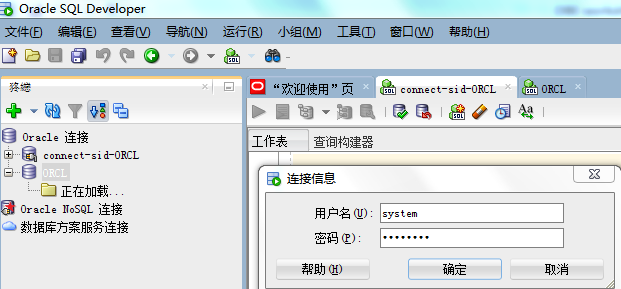 Oracle SQL Developer
文件(F) 编辑(E) 查看(V) 导航(N) 运行(R) 小组(M) 工具(T) 窗口(W) 帮助(H)
“欢迎使用”页 connect-sid-ORCL ORCL
Oracle 连接
connect-sid-ORCL
ORCL
正在加载...
Oracle NoSQL 连接
数据库方案服务连接
SQL
Aa
工作表 查询构建器
连接信息
用户名(U): system
密码(P): ••••••••
帮助(H) 确定 取消